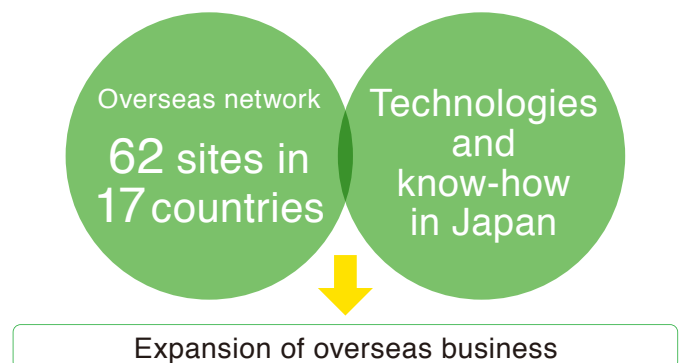 Overseas network
62 sites in
17 countries
Technologies
and
know-how
in Japan
Expansion of overseas business